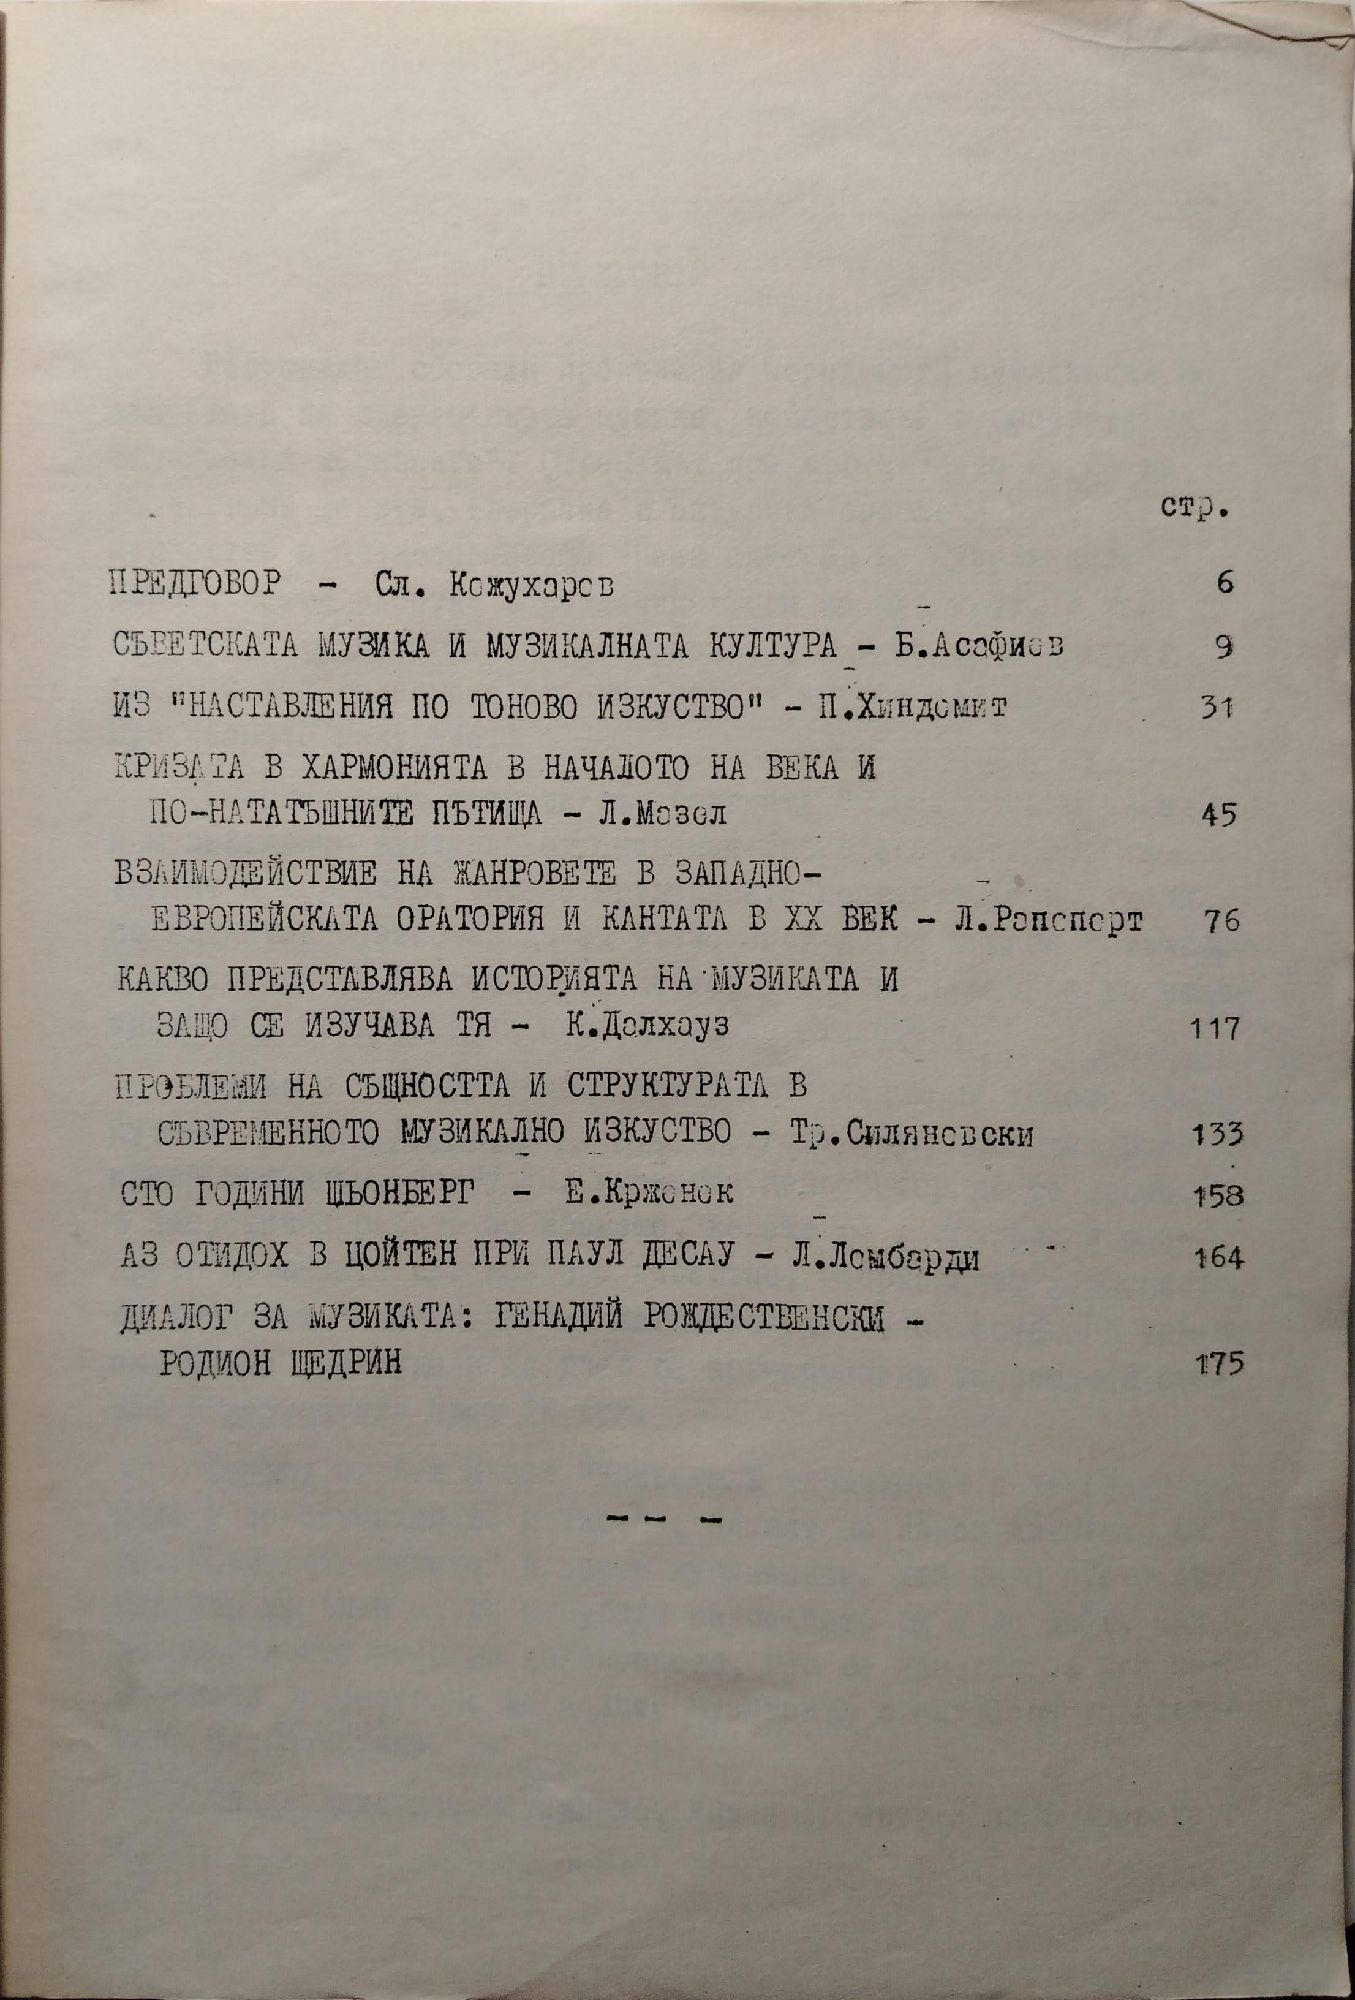 стр.
ПРЕДГОВОР - Сл. Кожухаров 6
СЪВЕТСКАТА МУЗИКА И МУЗИКАЛНАТА КУЛТУРА - Б.Асафиев 9
ИЗ "НАСТАВЛЕНИЯ ПО ТОНОВО ИЗКУСТВО" - П.Хиндемит 31
КРИЗАТА В ХАРМОНИЯТА В НАЧАЛОТО НА ВЕКА И
ПО-НАТАТЪШНИТЕ ПЪТИЩА - Л.Мазел 45
ВЗАИМОДЕЙСТВИЕ НА ЖАНРОВЕТЕ В ЗАПАДНО-
ЕВРОПЕЙСКАТА ОРАТОРИЯ И КАНТАТА В XX ВЕК - Л.Рапопорт 76
КАКВО ПРЕДСТАВЛЯВА ИСТОРИЯТА НА МУЗИКАТА И
ЗАЩО СЕ ИЗУЧАВА ТЯ - К.Далхауз 117
ПРОБЛЕМИ НА СЪЩНОСТТА И СТРУКТУРАТА В
СЪВРЕМЕННОТО МУЗИКАЛНО ИЗКУСТВО - Тр.Силяновски 133
СТО ГОДИНИ ШЬОНБЕРГ - Е.Крженек 158
АЗ ОТИДОХ В ЦОЙТЕН ПРИ ПАУЛ ДЕСАУ - Л.Ломбарди 164
ДИАЛОГ ЗА МУЗИКАТА: ГЕНАДИЙ РОЖДЕСТВЕНСКИ -
РОДИОН ЩЕДРИН 175
-- -